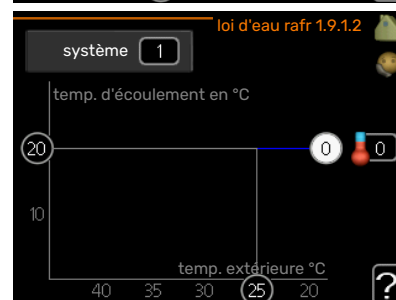 loi d'eau rafr 1.9.1.2
système 1
temp. d'écoulement en °C
20
0
0
10
temp. extérieure °C
40 35 30 25 20
?